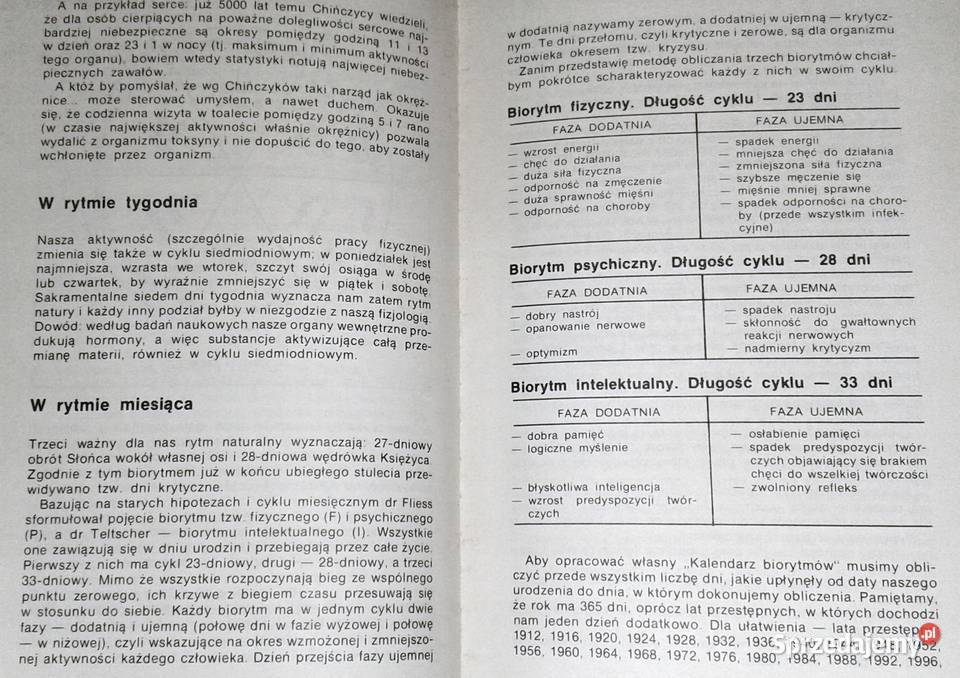 A na przykład serce: już 5000 lat temu Chińczycy wiedzieli,
że dla osób cierpiących na poważne dolegliwości sercowe naj-
bardziej niebezpieczne są okresy pomiędzy godziną 11 i 13
w dzień oraz 23 i 1 w nocy (tj. maksimum i minimum aktywności
tego organu), bowiem wtedy statystyki notują najwięcej niebez-
piecznych zawałów.
A któż by pomyślał, że wg Chińczyków taki narząd jak okręż-
nice... może sterować umysłem, a nawet duchem. Okazuje
się, że codzienna wizyta w toalecie pomiędzy godziną 5 i 7 rano
(w czasie największej aktywności właśnie okrężnicy) pozwala
wydalić z organizmu toksyny i nie dopuścić do tego, aby zostały
wchłonięte przez organizm.
W rytmie tygodnia
Nasza aktywność (szczególnie wydajność pracy fizycznej)
zmienia się także w cyklu siedmiodniowym; w poniedziałek jest
najmniejsza, wzrasta we wtorek, szczyt swój osiąga w środę
lub czwartek, by wyraźnie zmniejszyć się w piątek i sobotę.
Sakramentalne siedem dni tygodnia wyznacza nam zatem rytm
natury i każdy inny podział byłby w niezgodzie z naszą fizjologią.
Dowód: według badań naukowych nasze organy wewnętrzne pro-
dukują hormony, a więc substancje aktywizujące całą prze-
mianę materii, również w cyklu siedmiodniowym.
W rytmie miesiąca
Trzeci ważny dla nas rytm naturalny wyznaczają: 27-dniowy
obrót Słońca wokół własnej osi i 28-dniowa wędrówka Księżyca.
Zgodnie z tym biorytmem już w końcu ubiegłego stulecia prze-
widywano tzw. dni krytyczne.
Bazując na starych hipotezach i cyklu miesięcznym dr Fliess
sformułował pojęcie biorytmu tzw. fizycznego (F) i psychicznego
(P), a dr Teltscher — biorytmu intelektualnego (I). Wszystkie
one zawiązują się w dniu urodzin i przebiegają przez całe życie.
Pierwszy z nich ma cykl 23-dniowy, drugi — 28-dniowy, a trzeci
33-dniowy. Mimo że wszystkie rozpoczynają bieg ze wspólnego
punktu zerowego, ich krzywe z biegiem czasu przesuwają się
w stosunku do siebie. Każdy biorytm ma w jednym cyklu dwie
fazy — dodatnią i ujemną (połowę dni w fazie wyżowej i połowę
— w niżowej), czyli wskazujące na okres wzmożonej i zmniejszo-
nej aktywności każdego człowieka. Dzień przejścia fazy ujemnej
w dodatnią nazywamy zerowym, a dodatniej w ujemną — krytycz-
nym. Te dni przełomu, czyli krytyczne i zerowe, są dla organizmu
człowieka okresem tzw. kryzysu.
Zanim przedstawię metodę obliczania trzech biorytmów chciał-
bym pokrótce scharakteryzować każdy z nich w swoim cyklu.
Biorytm fizyczny. Długość cyklu — 23 dni
FAZA DODATNIA
— wzrost energii
— chęć do działania
— duża siła fizyczna
— odporność na zmęczenie
— duża sprawność mięśni
— odporność na choroby
FAZA UJEMNA
— spadek energii
— mniejsza chęć do działania
— zmniejszona siła fizyczna
— szybsze męczenie się
— mięśnie mniej sprawne
— spadek odporności na choro-
by (przede wszystkim infek-
cyjne)
Biorytm psychiczny. Długość cyklu — 28 dni
FAZA DODATNIA
— dobry nastrój
— opanowanie nerwowe
— optymizm
FAZA UJEMNA
— spadek nastroju
— skłonność do gwałtownych
reakcji nerwowych
— nadmierny krytycyzm
Biorytm intelektualny. Długość cyklu — 33 dni
FAZA DODATNIA
— dobra pamięć
— logiczne myślenie
— błyskotliwa inteligencja
— wzrost predyspozycji twór-
czych
FAZA UJEMNA
— osłabienie pamięci
— spadek predyspozycji twór-
czych objawiający się brakiem
chęci do wszelkiej twórczości
— zwolniony refleks
Aby opracować własny „Kalendarz biorytmów" musimy obli-
czyć przede wszystkim liczbę dni, jakie upłynęły od daty naszego
urodzenia do dnia, w którym dokonujemy obliczenia. Pamiętamy,
że rok ma 365 dni, oprócz lat przestępnych, w których dochodzi
nam jeden dzień dodatkowo. Dla ułatwienia — lata przestęp
1912, 1916, 1920, 1924, 1928, 1932, 1936, 1952,
1956, 1960, 1964, 1968, 1972, 1976, 1980, 1984, 1988, 1992, 1996,
Sprzedajemy.pl